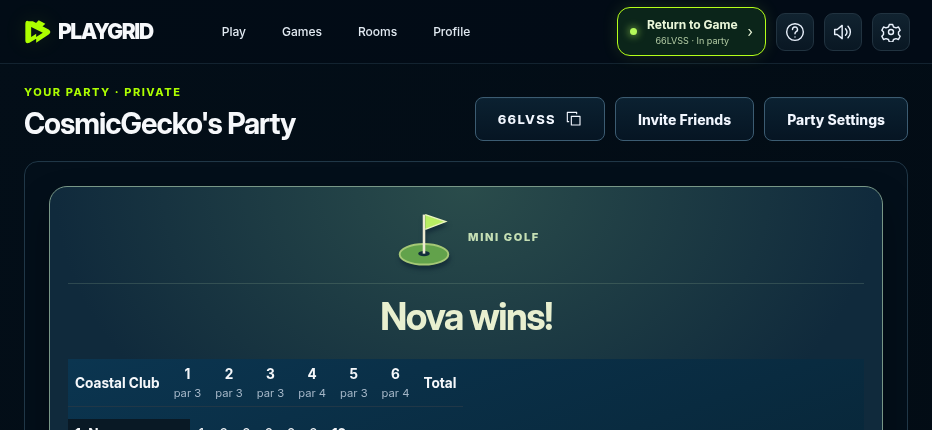 PLAYGRID
Play Games Rooms Profile
Return to Game
66LVSS · In party
YOUR PARTY · PRIVATE
CosmicGecko's Party
66LVSS
Invite Friends
Party Settings
MINI GOLF
Nova wins!
Coastal Club 1 2 3 4 5 6 Total
par 3 par 3 par 3 par 4 par 3 par 4